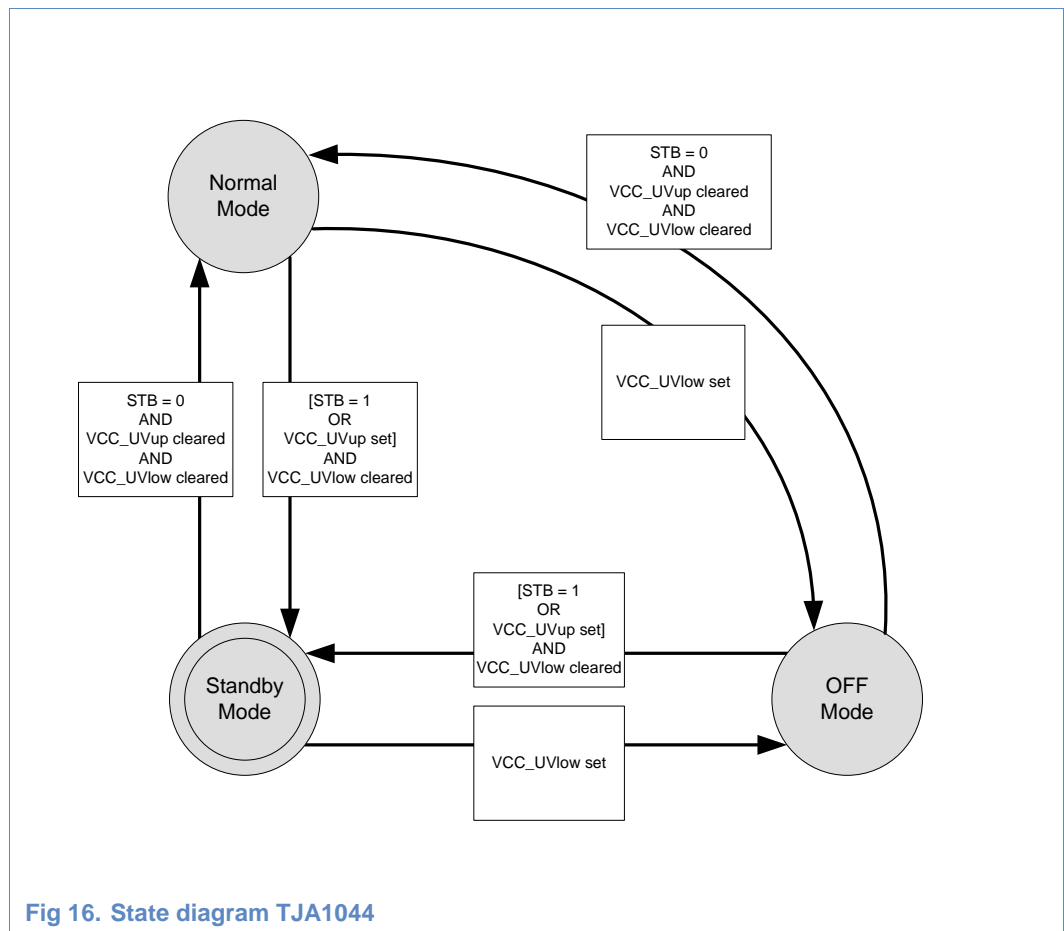 Normal
Mode
STB = 0
AND
VCC_UVup cleared
AND
VCC_UVlow cleared
VCC_UVlow set
STB = 0
AND
VCC_UVup cleared
AND
VCC_UVlow cleared
[STB = 1
OR
VCC_UVup set]
AND
VCC_UVlow cleared
[STB = 1
OR
VCC_UVup set]
AND
VCC_UVlow cleared
Standby
Mode
OFF
Mode
VCC_UVlow set
Fig 16. State diagram TJA1044